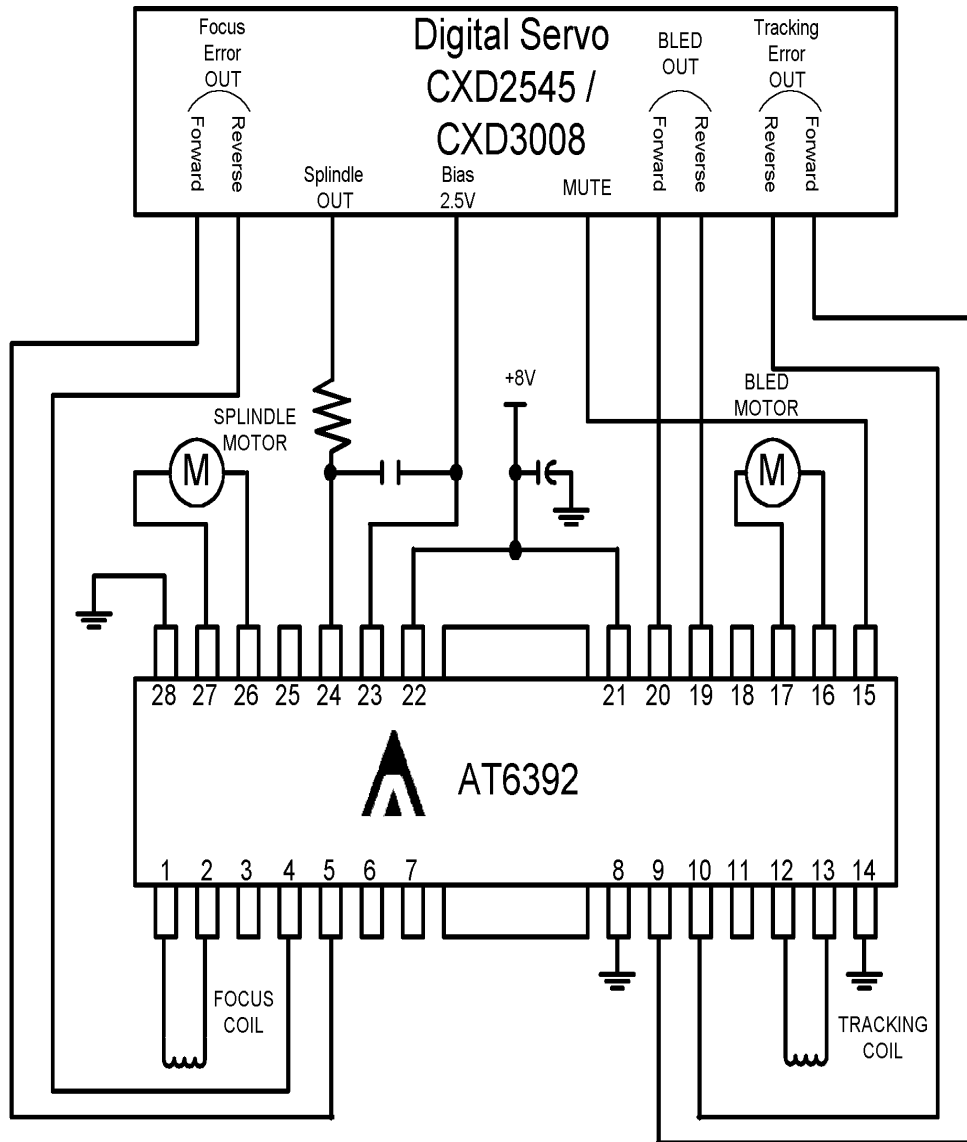 Focus
Error
OUT
Forward
Reverse
Splindle
OUT
Digital Servo
CXD2545 /
CXD3008
Bias
2.5V
MUTE
BLED
OUT
Forward
Reverse
Tracking
Error
OUT
Reverse
Forward
SPLINDLE
MOTOR
M
+8V
BLED
MOTOR
M
28 27 26 25 24 23 22 21 20 19 18 17 16 15
AT6392
1 2 3 4 5 6 7 8 9 10 11 12 13 14
FOCUS
COIL
TRACKING
COIL